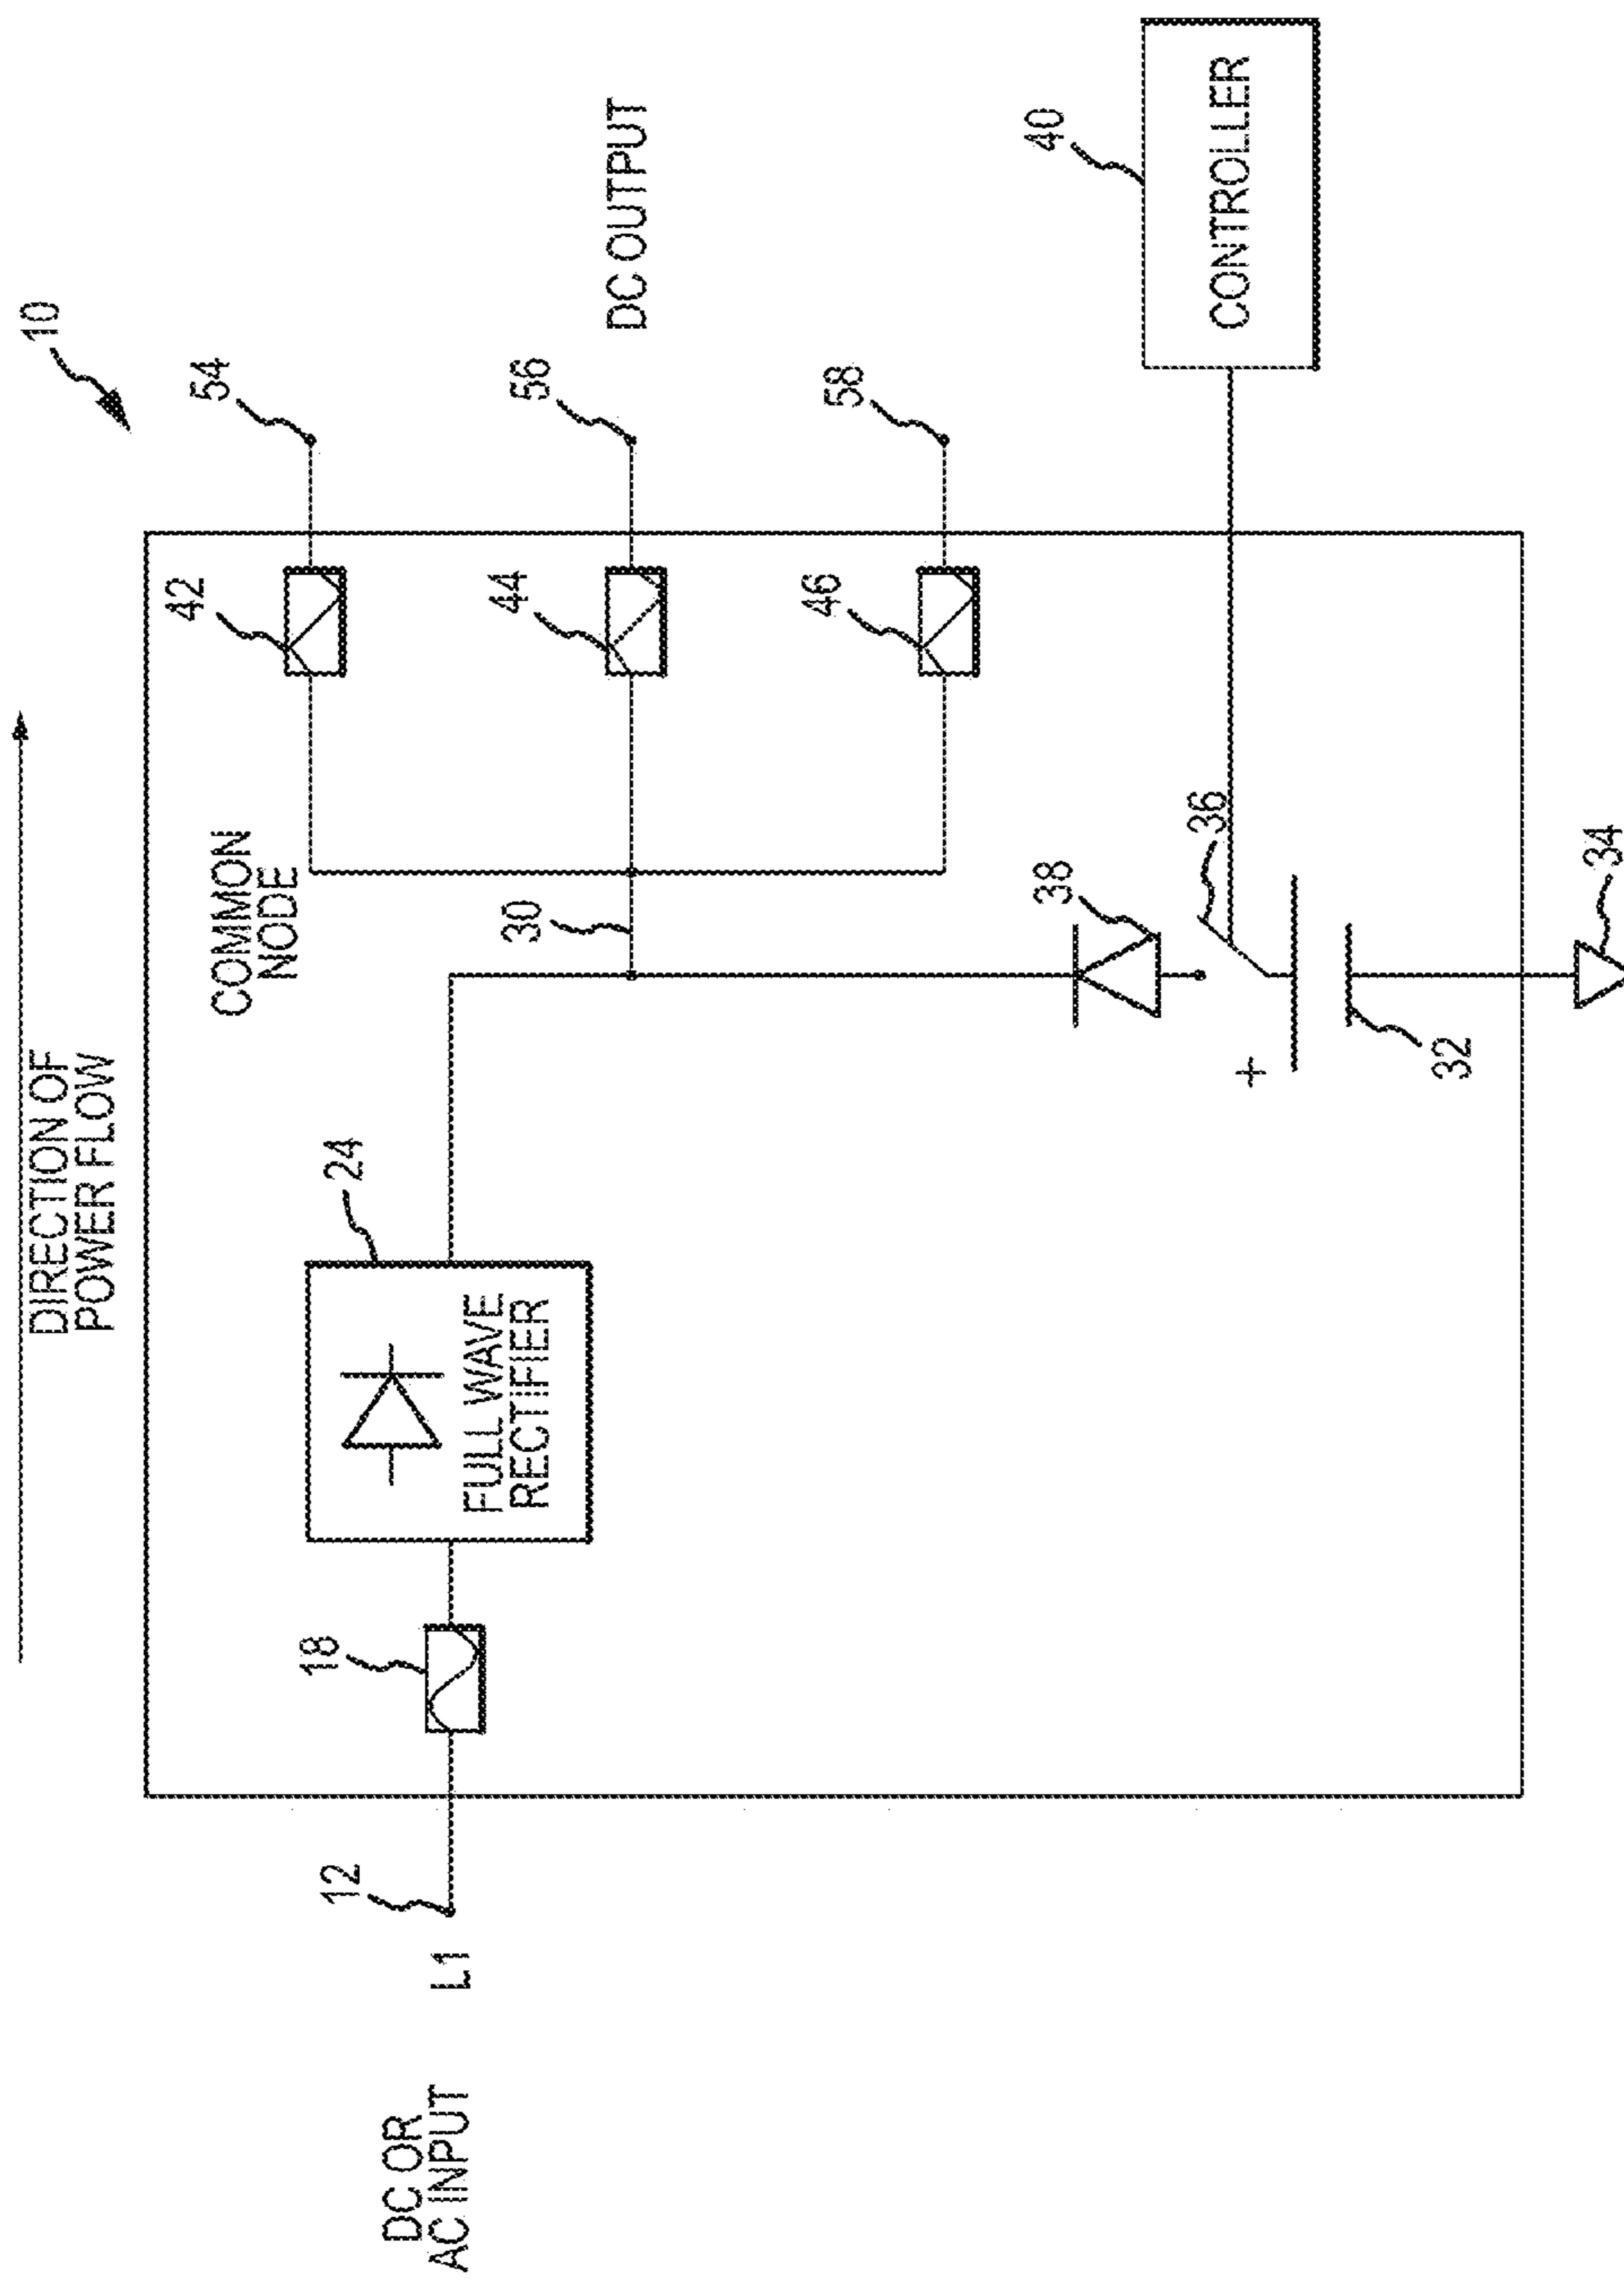 DIRECTION OF
POWER FLOW
10
COMMON
NODE
42
54
12
18
24
30
44
56
DC OR
AC INPUT
L1
FULL WAVE
RECTIFIER
DC OUTPUT
46
58
38
36
40
CONTROLLER
+
32
34